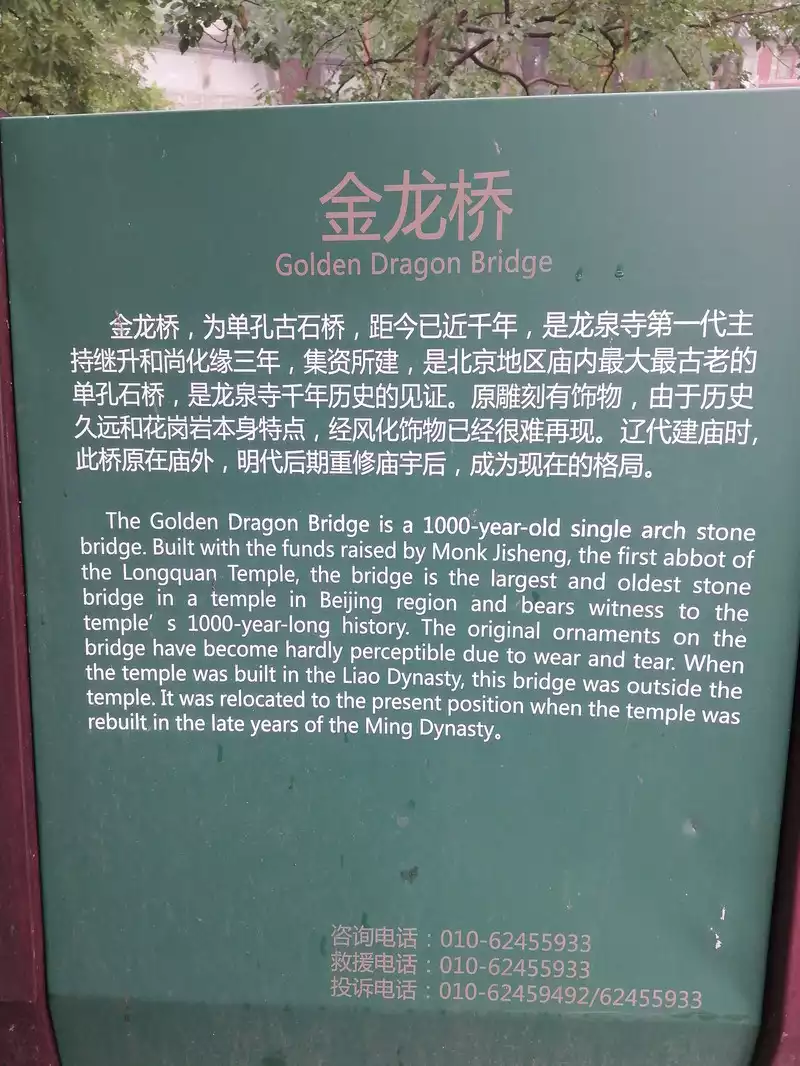 金龙桥
Golden Dragon Bridge
金龙桥，为单孔古石桥，距今已近千年，是龙泉寺第一代主
持继升和尚化缘三年，集资所建，是北京地区庙内最大最古老的
单孔石桥，是龙泉寺千年历史的见证。原雕刻有饰物，由于历史
久远和花岗岩本身特点，经风化饰物已经很难再现。辽代建庙时,
此桥原在庙外，明代后期重修庙宇后，成为现在的格局。
The Golden Dragon Bridge is a 1000-year-old single arch stone
bridge. Built with the funds raised by Monk Jisheng, the first abbot of
the Longquan Temple, the bridge is the largest and oldest stone
bridge in a temple in Beijing region and bears witness to the
temple’s 1000-year-long history. The original ornaments on the
bridge have become hardly perceptible due to wear and tear. When
the temple was built in the Liao Dynasty, this bridge was outside the
temple. It was relocated to the present position when the temple was
rebuilt in the late years of the Ming Dynasty。
咨询电话：010-62455933
救援电话：010-62455933
投诉电话：010-62459492/62455933